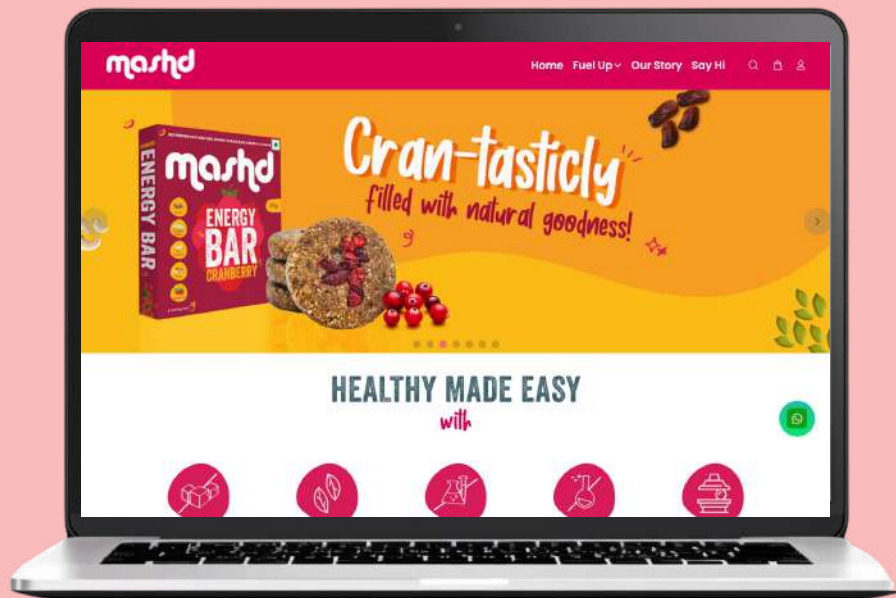 mashd
Home Fuel Up Our Story Say Hi
Cran-tasticly
filled with natural goodness!
ENERGY BAR
mashd
ENERGY
BAR
CRANBERRY
HEALTHY MADE EASY
with